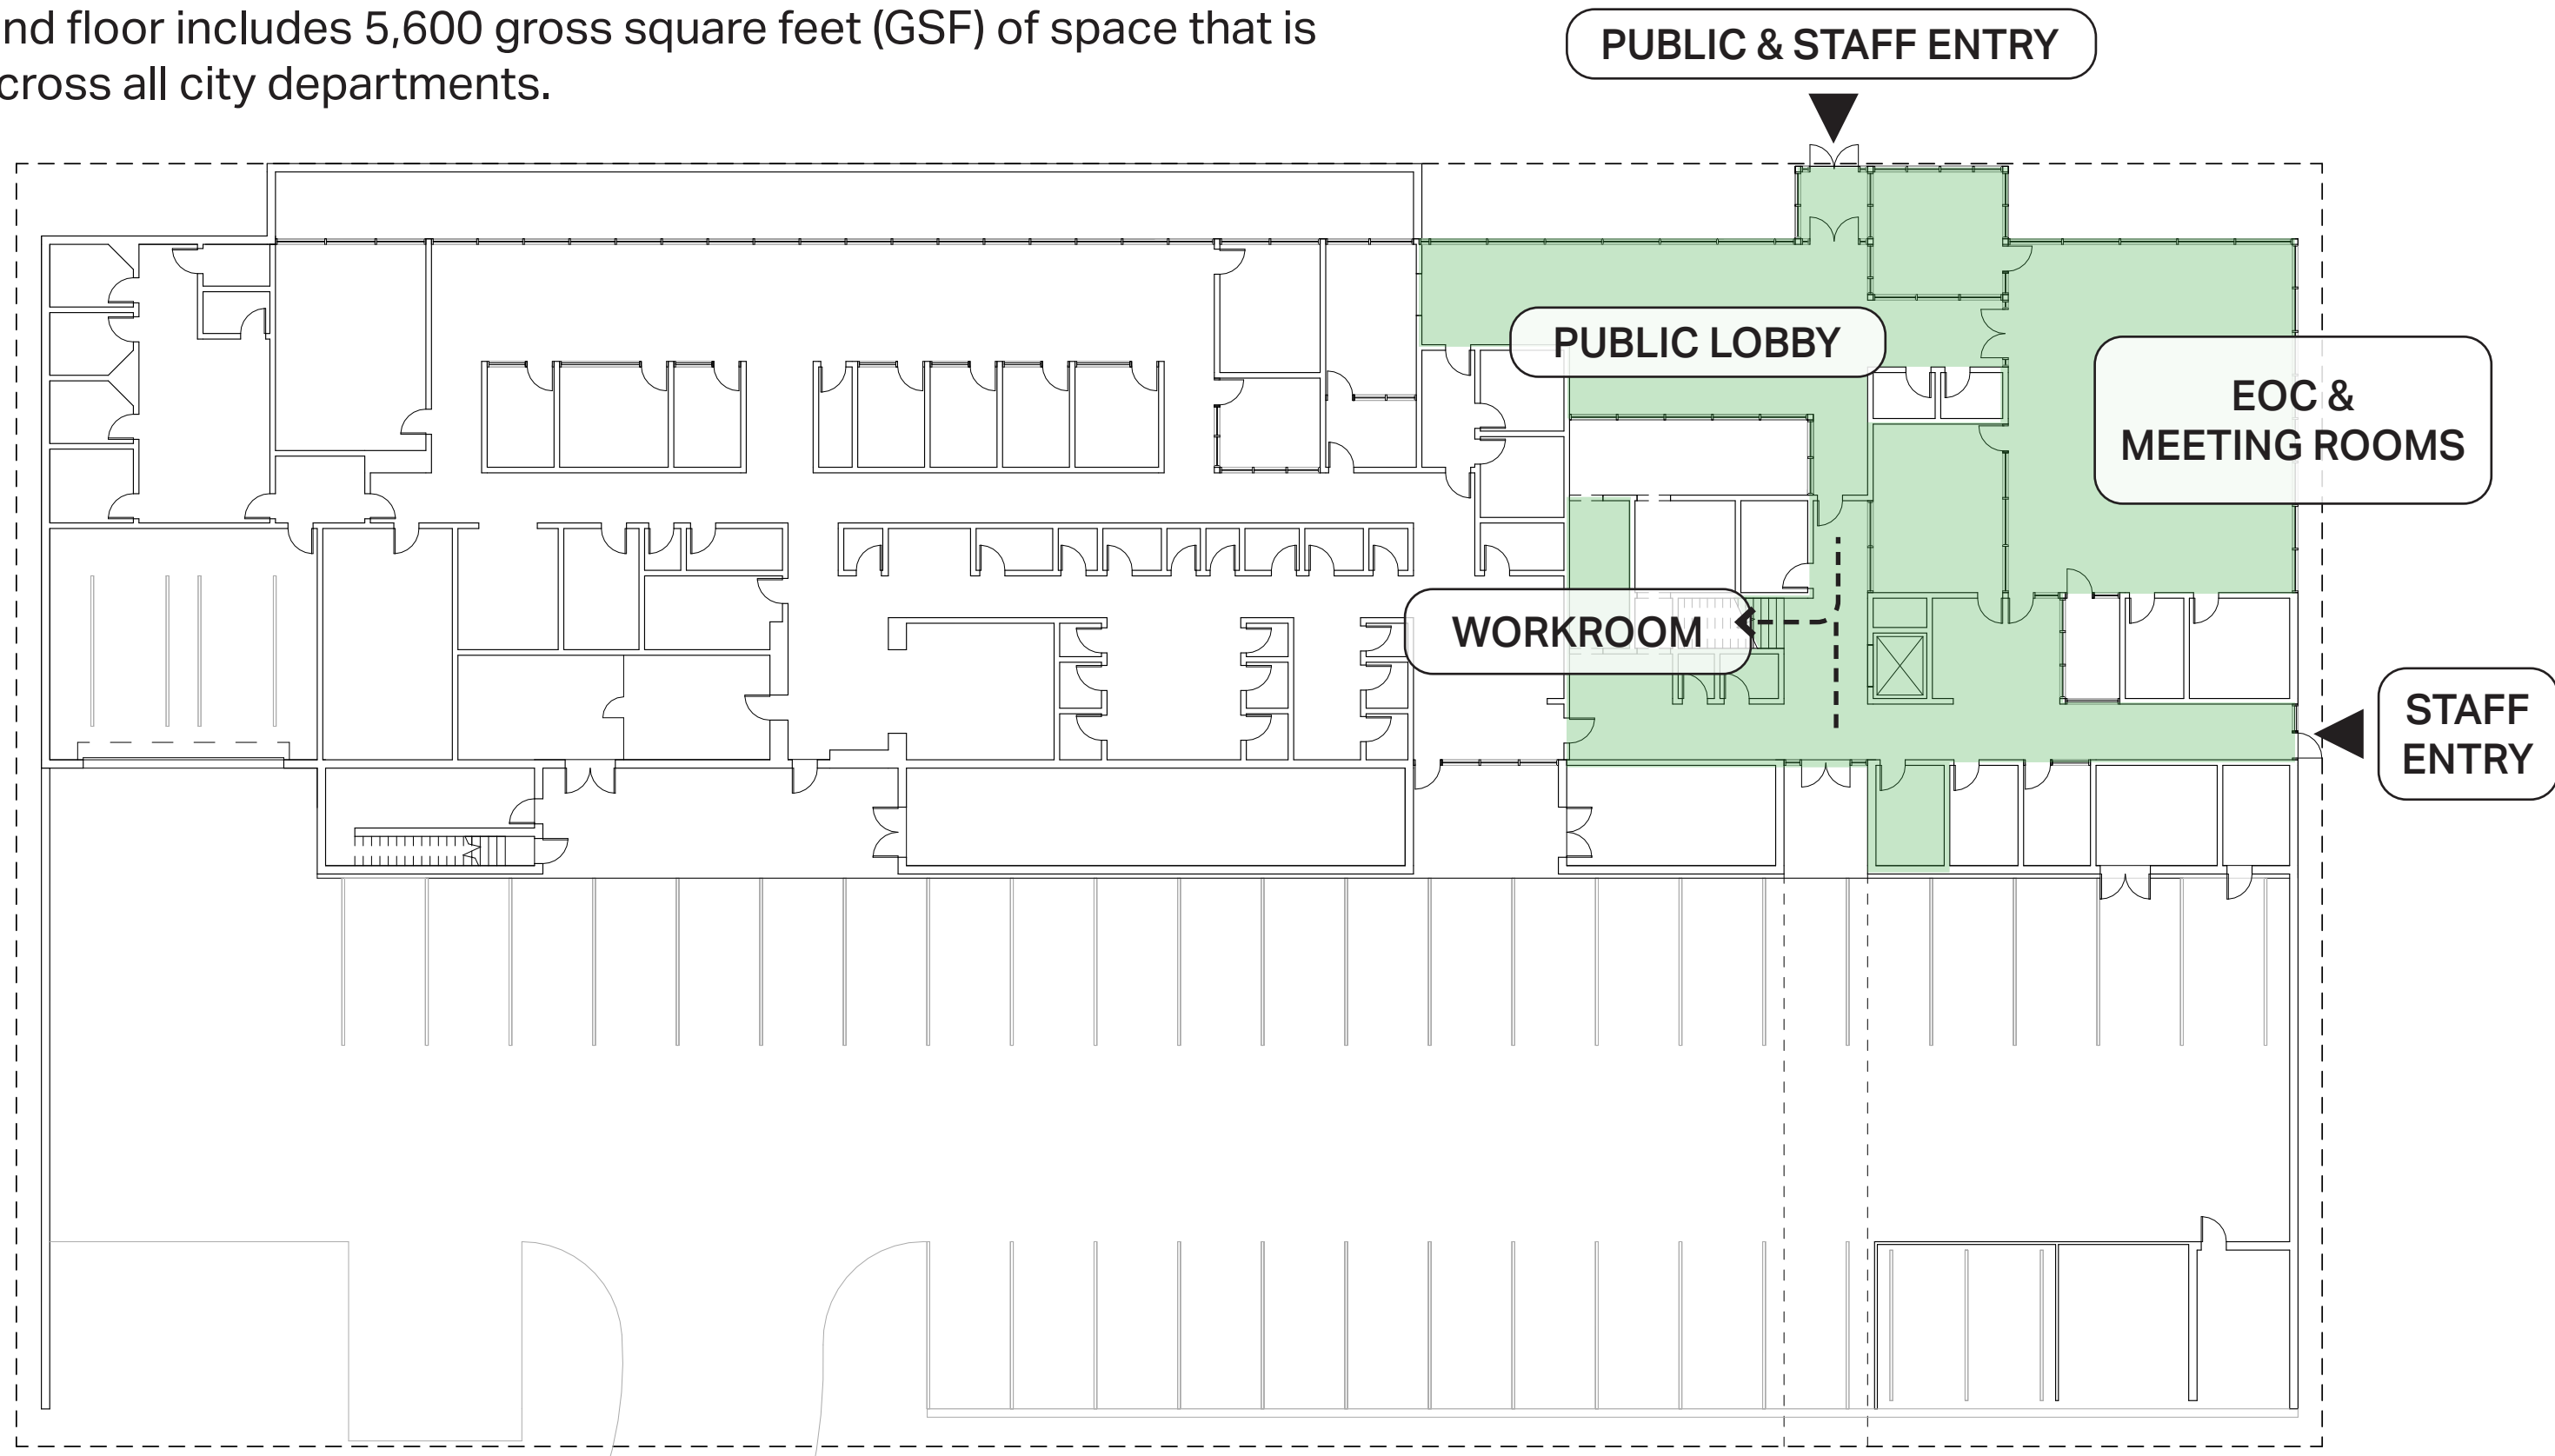 nd floor includes 5,600 gross square feet (GSF) of space that is
cross all city departments.
PUBLIC & STAFF ENTRY
PUBLIC LOBBY
EOC &
MEETING ROOMS
WORKROOM
STAFF
ENTRY